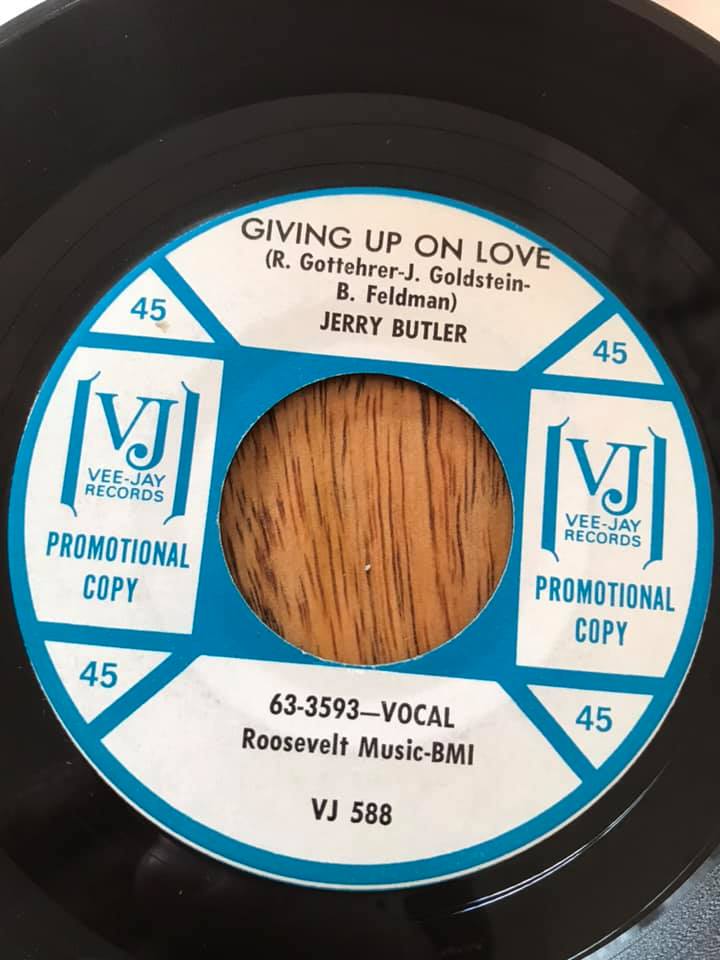 GIVING UP ON LOVE
(R. Gottehrer-J. Goldstein-
B. Feldman)
JERRY BUTLER
45
45
VJ
VEE-JAY
RECORDS
PROMOTIONAL
COPY
VJ
VEE-JAY
RECORDS
PROMOTIONAL
COPY
45
45
63-3593—VOCAL
Roosevelt Music-BMI
VJ 588